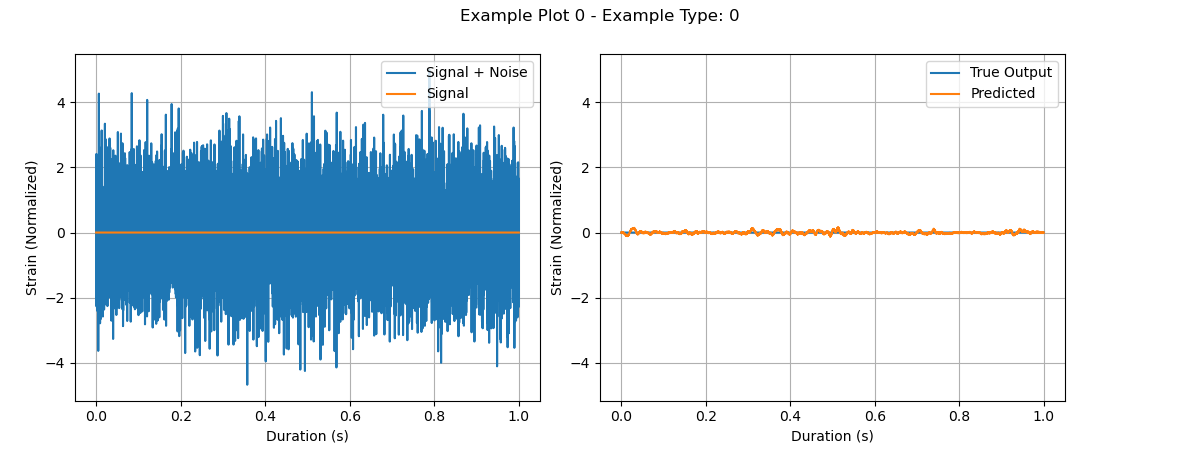 Example Plot 0 - Example Type: 0
Signal + Noise
Signal
4
2
0
−2
−4
Strain (Normalized)
0.0 0.2 0.4 0.6 0.8 1.0
Duration (s)
True Output
Predicted
4
2
0
−2
−4
Strain (Normalized)
0.0 0.2 0.4 0.6 0.8 1.0
Duration (s)